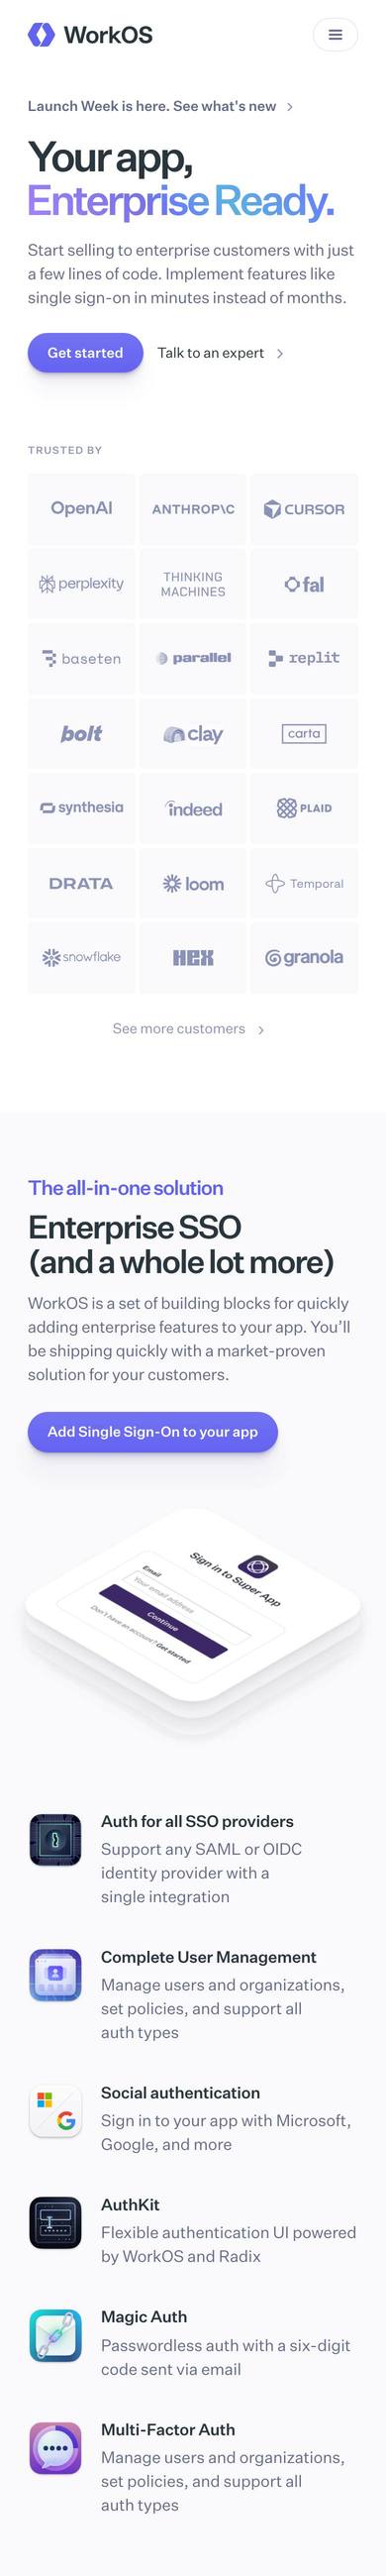 WorkOS
Launch Week is here. See what's new
Your app,
Enterprise Ready.
Start selling to enterprise customers with just
a few lines of code. Implement features like
single sign-on in minutes instead of months.
Get started
Talk to an expert
TRUSTED BY
OpenAI
ANTHROP\C
CURSOR
perplexity
THINKING
MACHINES
fal
baseten
parallel
replit
bolt
clay
carta
synthesia
indeed
PLAID
DRATA
loom
Temporal
snowflake
HEX
granola
See more customers
The all-in-one solution
Enterprise SSO
(and a whole lot more)
WorkOS is a set of building blocks for quickly
adding enterprise features to your app. You’ll
be shipping quickly with a market-proven
solution for your customers.
Add Single Sign-On to your app
Sign in to Super App
Email
Your email address
Continue
Don't have an account? Get started
Auth for all SSO providers
Support any SAML or OIDC
identity provider with a
single integration
Complete User Management
Manage users and organizations,
set policies, and support all
auth types
Social authentication
Sign in to your app with Microsoft,
Google, and more
AuthKit
Flexible authentication UI powered
by WorkOS and Radix
Magic Auth
Passwordless auth with a six-digit
code sent via email
Multi-Factor Auth
Manage users and organizations,
set policies, and support all
auth types